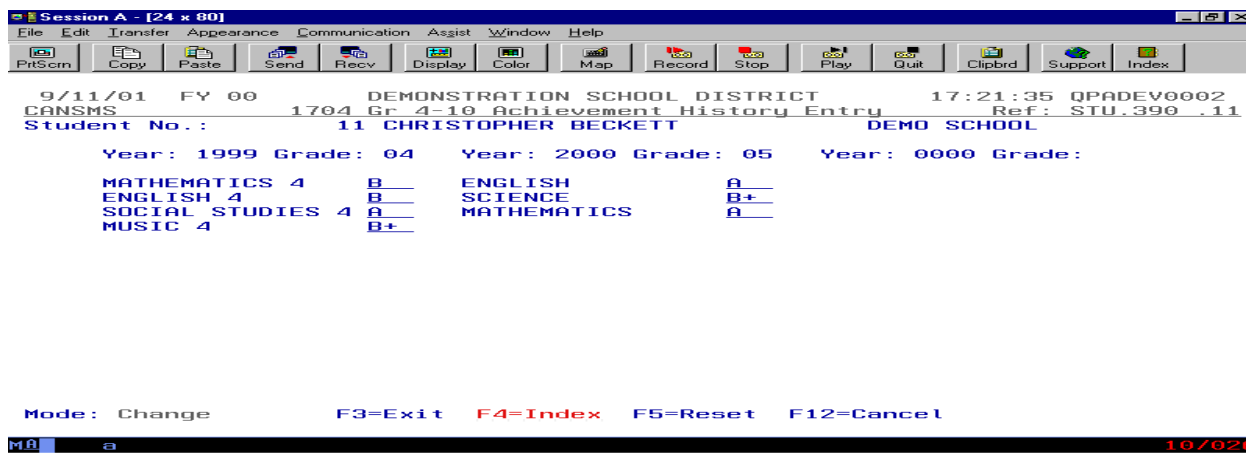 Session A - [24 x 80]
File Edit Transfer Appearance Communication Assist Window Help
PrtScrn Copy Paste Send Recv Display Color Map Record Stop Play Quit Clipbrd Support Index
9/11/01 FY 00 DEMONSTRATION SCHOOL DISTRICT 17:21:35 QPADEV0002
CANSMS 1704 Gr 4-10 Achievement History Entry Ref: STU.390 .11
Student No.: 11 CHRISTOPHER BECKETT DEMO SCHOOL
Year: 1999 Grade: 04 Year: 2000 Grade: 05 Year: 0000 Grade:
MATHEMATICS 4 B ENGLISH A
ENGLISH 4 B SCIENCE B+
SOCIAL STUDIES 4 A MATHEMATICS A
MUSIC 4 B+
Mode: Change F3=Exit F4=Index F5=Reset F12=Cancel
MA a